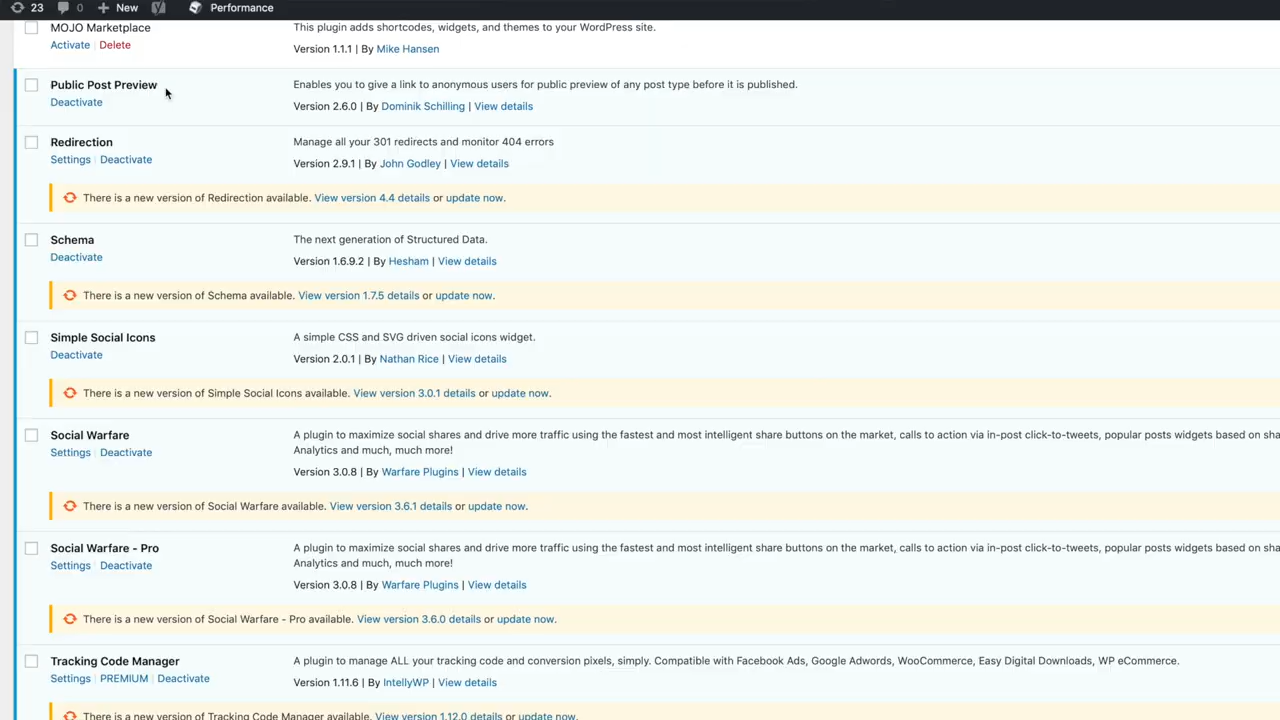 23 0 New Performance
MOJO Marketplace This plugin adds shortcodes, widgets, and themes to your WordPress site.
Activate | Delete Version 1.1.1 | By Mike Hansen
Public Post Preview Enables you to give a link to anonymous users for public preview of any post type before it is published.
Deactivate Version 2.6.0 | By Dominik Schilling | View details
Redirection Manage all your 301 redirects and monitor 404 errors
Settings | Deactivate Version 2.9.1 | By John Godley | View details
There is a new version of Redirection available. View version 4.4 details or update now.
Schema The next generation of Structured Data.
Deactivate Version 1.6.9.2 | By Hesham | View details
There is a new version of Schema available. View version 1.7.5 details or update now.
Simple Social Icons A simple CSS and SVG driven social icons widget.
Deactivate Version 2.0.1 | By Nathan Rice | View details
There is a new version of Simple Social Icons available. View version 3.0.1 details or update now.
Social Warfare A plugin to maximize social shares and drive more traffic using the fastest and most intelligent share buttons on the market, calls to action via in-post click-to-tweets, popular posts widgets based on sha
Settings | Deactivate Analytics and much, much more!
Version 3.0.8 | By Warfare Plugins | View details
There is a new version of Social Warfare available. View version 3.6.1 details or update now.
Social Warfare - Pro A plugin to maximize social shares and drive more traffic using the fastest and most intelligent share buttons on the market, calls to action via in-post click-to-tweets, popular posts widgets based on sha
Settings | Deactivate Analytics and much, much more!
Version 3.0.8 | By Warfare Plugins | View details
There is a new version of Social Warfare - Pro available. View version 3.6.0 details or update now.
Tracking Code Manager A plugin to manage ALL your tracking code and conversion pixels, simply. Compatible with Facebook Ads, Google Adwords, WooCommerce, Easy Digital Downloads, WP eCommerce.
Settings | PREMIUM | Deactivate Version 1.11.6 | By IntellyWP | View details
There is a new version of Tracking Code Manager available. View version 1.12.0 details or update now.